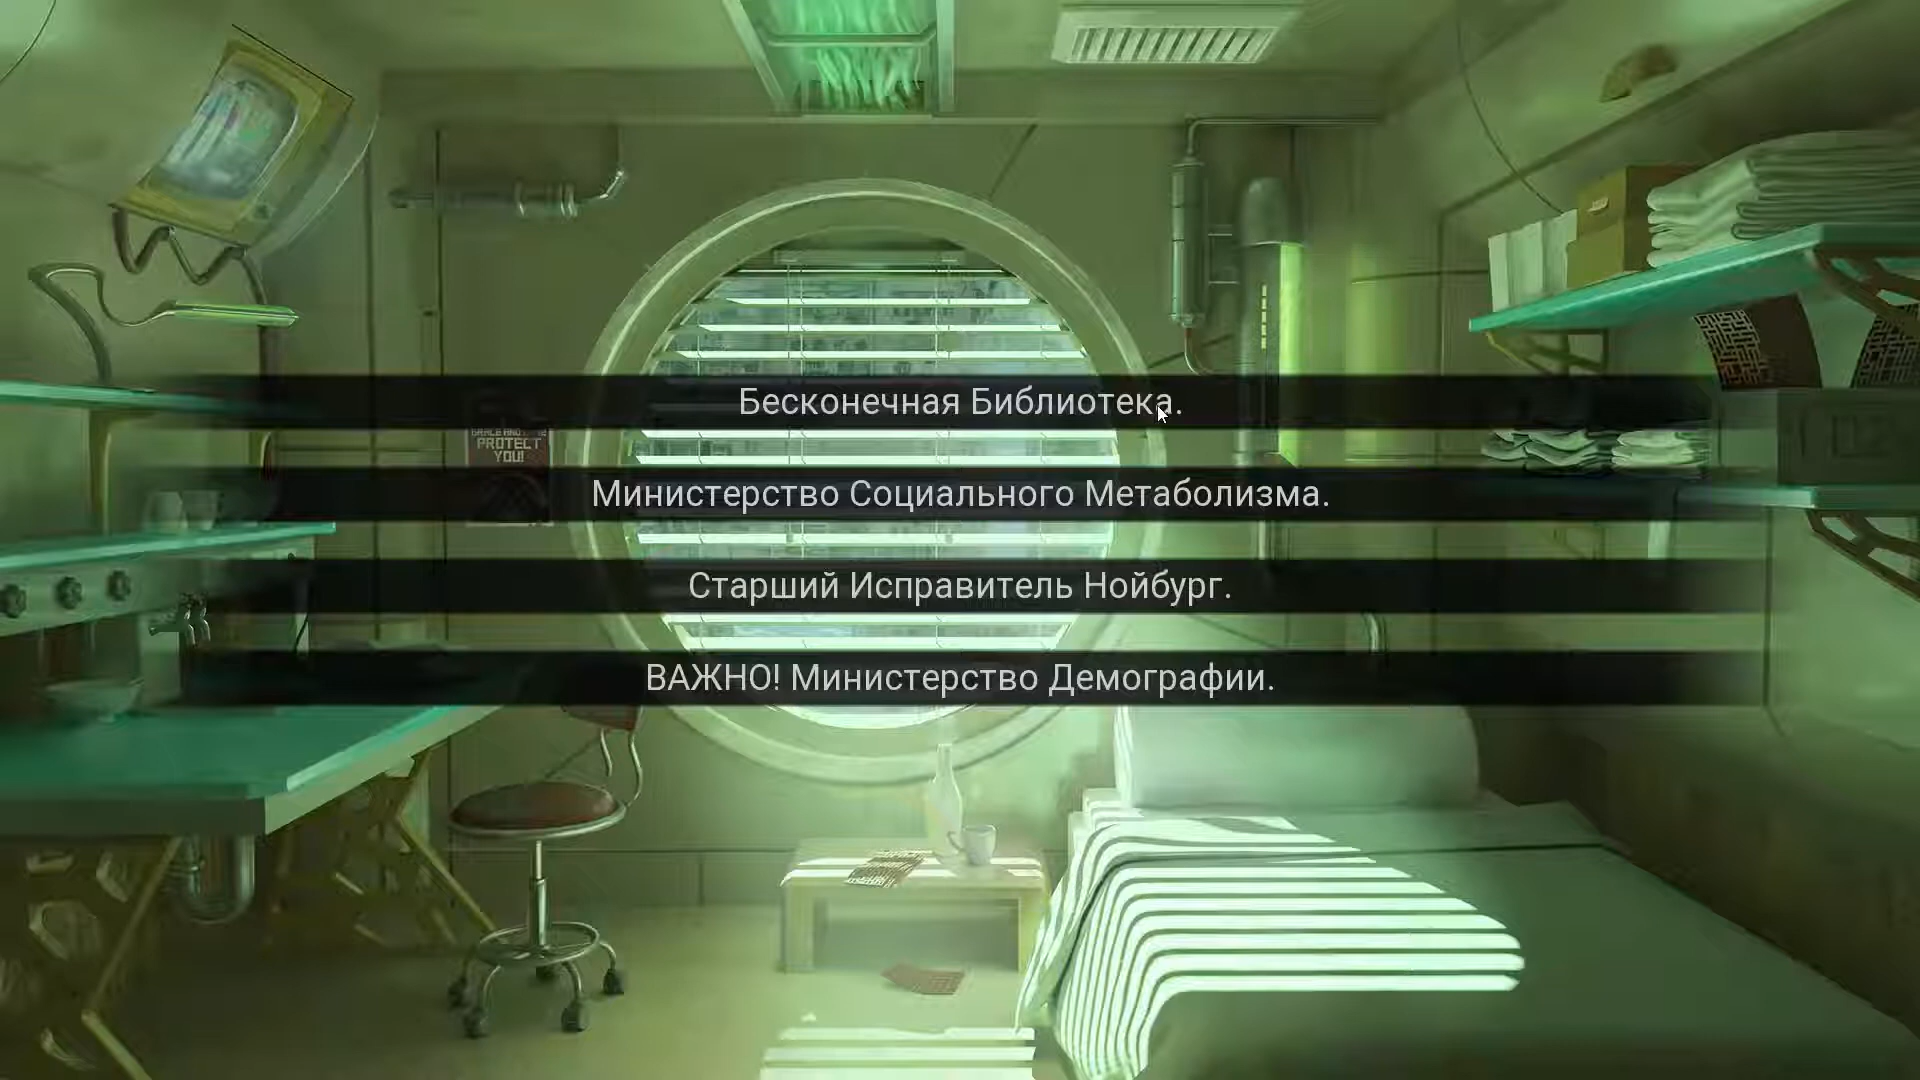 Бесконечная Библиотека.
PROTECT
YOU!
Министерство Социального Метаболизма.
Старший Исправитель Нойбург.
ВАЖНО! Министерство Демографии.